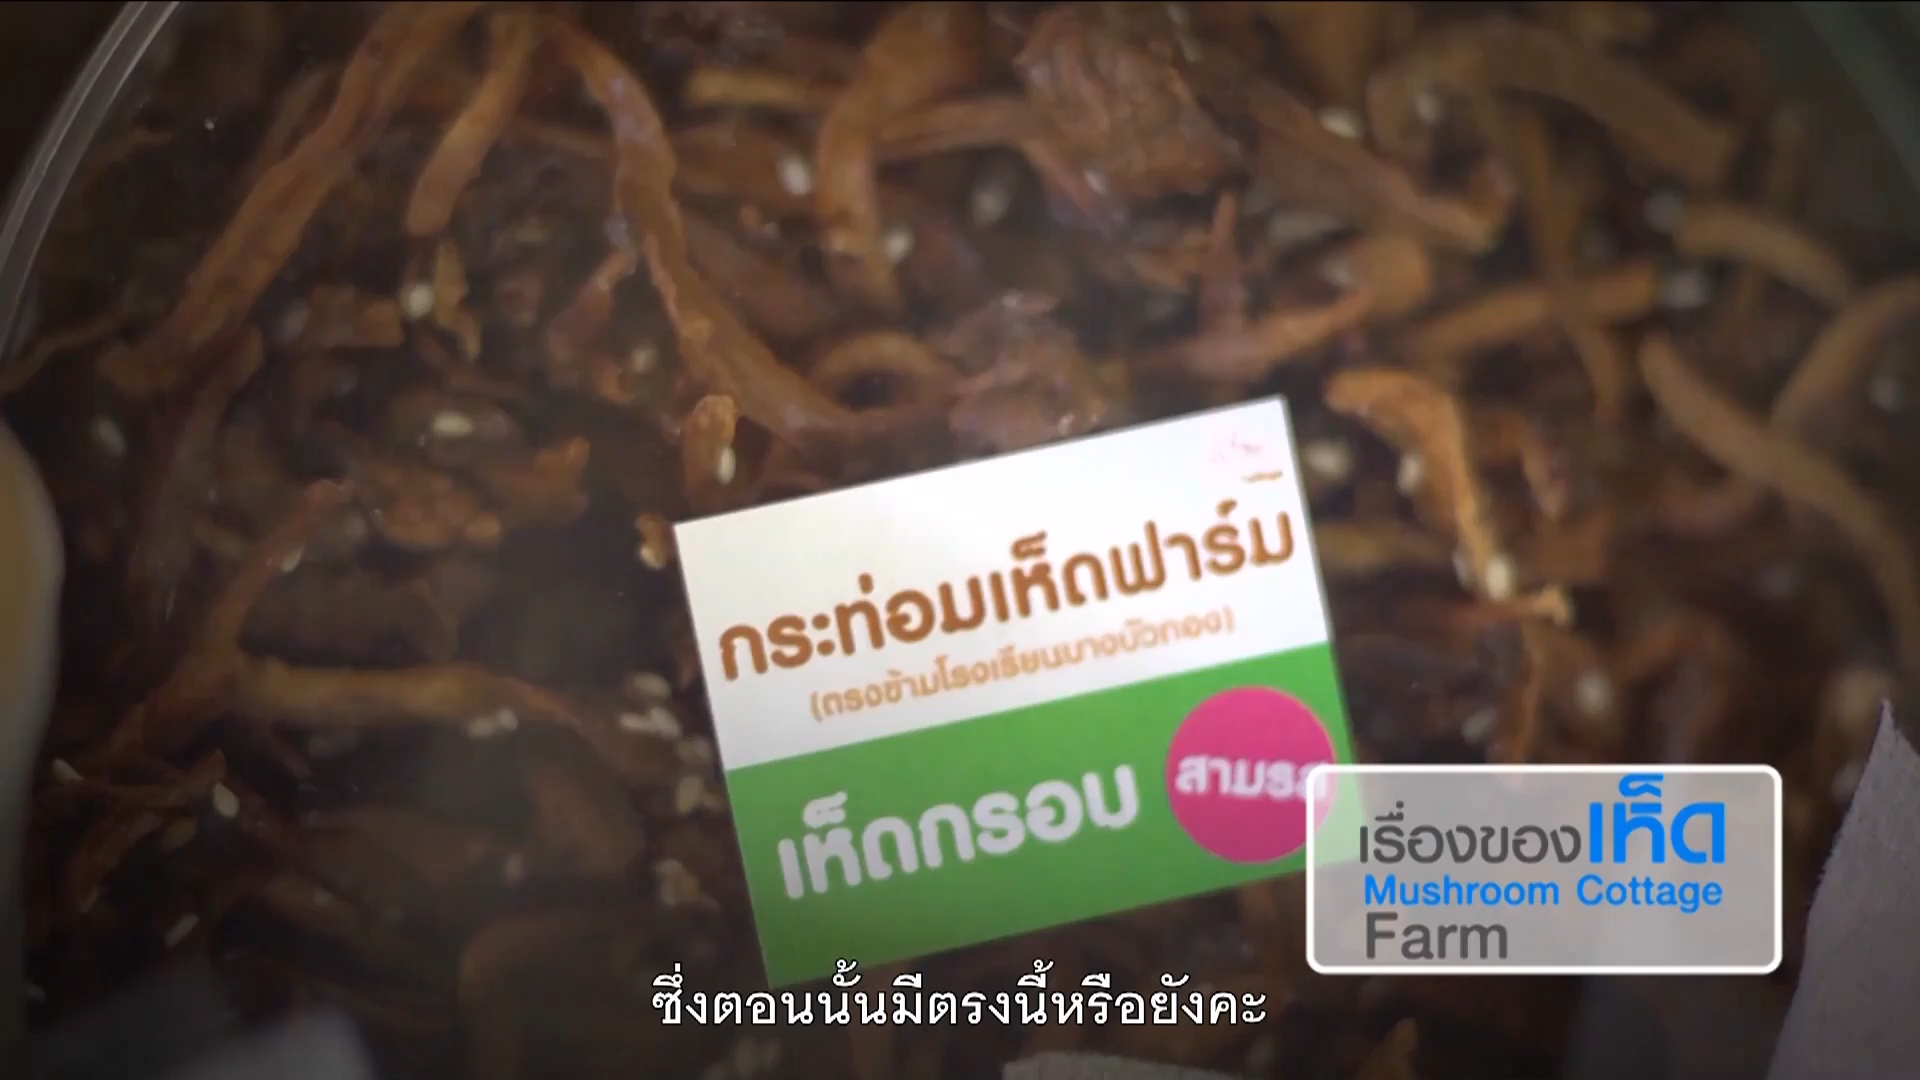 กระท่อมเห็ดฟาร์ม
(ตรงข้ามโรงเรียนบางบัวทอง)
เห็ดกรอบ
สามรส
เรื่องของเห็ด
Mushroom Cottage
Farm
ซึ่งตอนนั้นมีตรงนี้หรือยังคะ